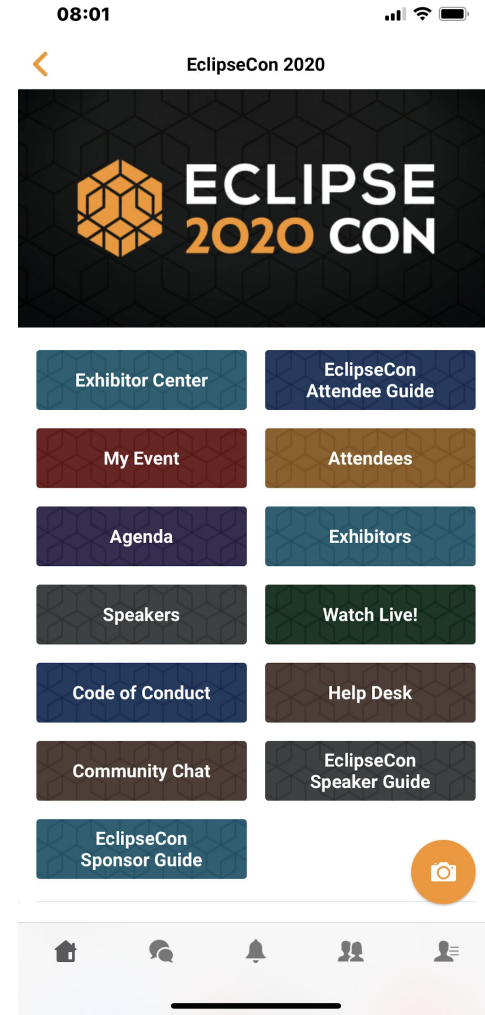 08:01
EclipseCon 2020
ECLIPSE
2020 CON
Exhibitor Center
EclipseCon
Attendee Guide
My Event
Attendees
Agenda
Exhibitors
Speakers
Watch Live!
Code of Conduct
Help Desk
Community Chat
EclipseCon
Speaker Guide
EclipseCon
Sponsor Guide